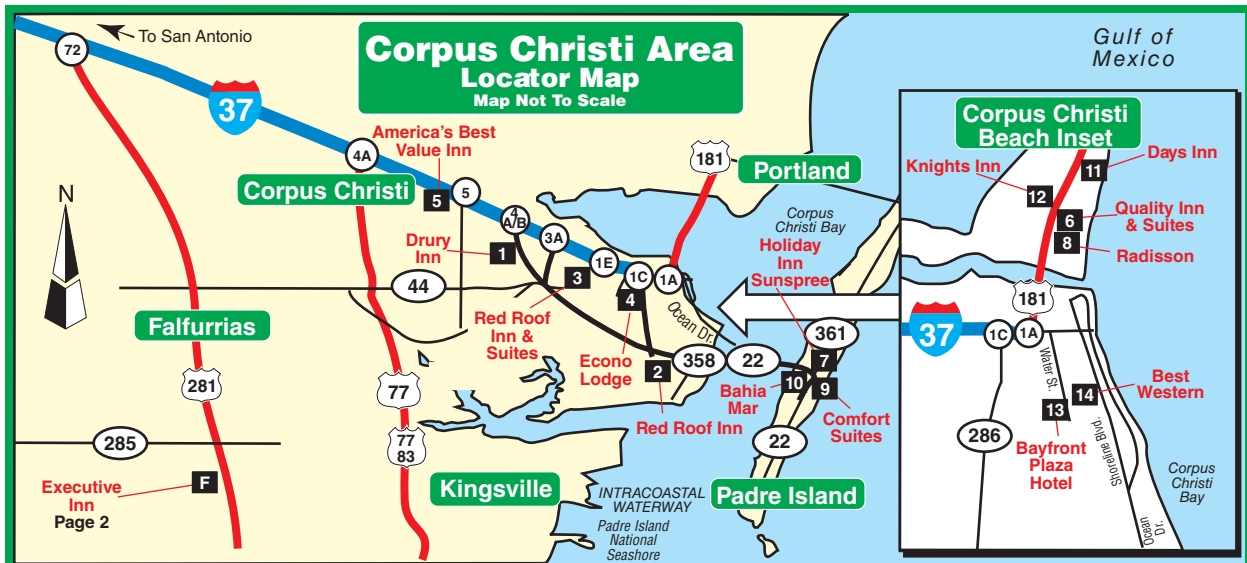 To San Antonio
72
37
Corpus Christi Area
Locator Map
Map Not To Scale
Gulf of
Mexico
America's Best
Value Inn
4A
5
5
Corpus Christi
181
Portland
N
4
A/B
3A
1E
1C
1A
Drury
Inn
1
3
4
44
Red Roof
Inn &
Suites
Econo
Lodge
Ocean Dr.
Corpus
Christi Bay
Holiday
Inn
Sunspree
361
7
Falfurrias
281
77
358
22
2
Red Roof Inn
10
Bahia
Mar
9
Comfort
Suites
22
285
77
83
Executive
Inn
Page 2
F
Kingsville
INTRACOASTAL
WATERWAY
Padre Island
National
Seashore
Padre Island
Corpus Christi
Beach Inset
Knights Inn
12
11
Days Inn
6
Quality Inn
& Suites
8
Radisson
181
37
1C
1A
Water St.
286
13
Bayfront
Plaza
Hotel
14
Best
Western
Shoreline Blvd.
Ocean
Dr.
Corpus
Christi
Bay